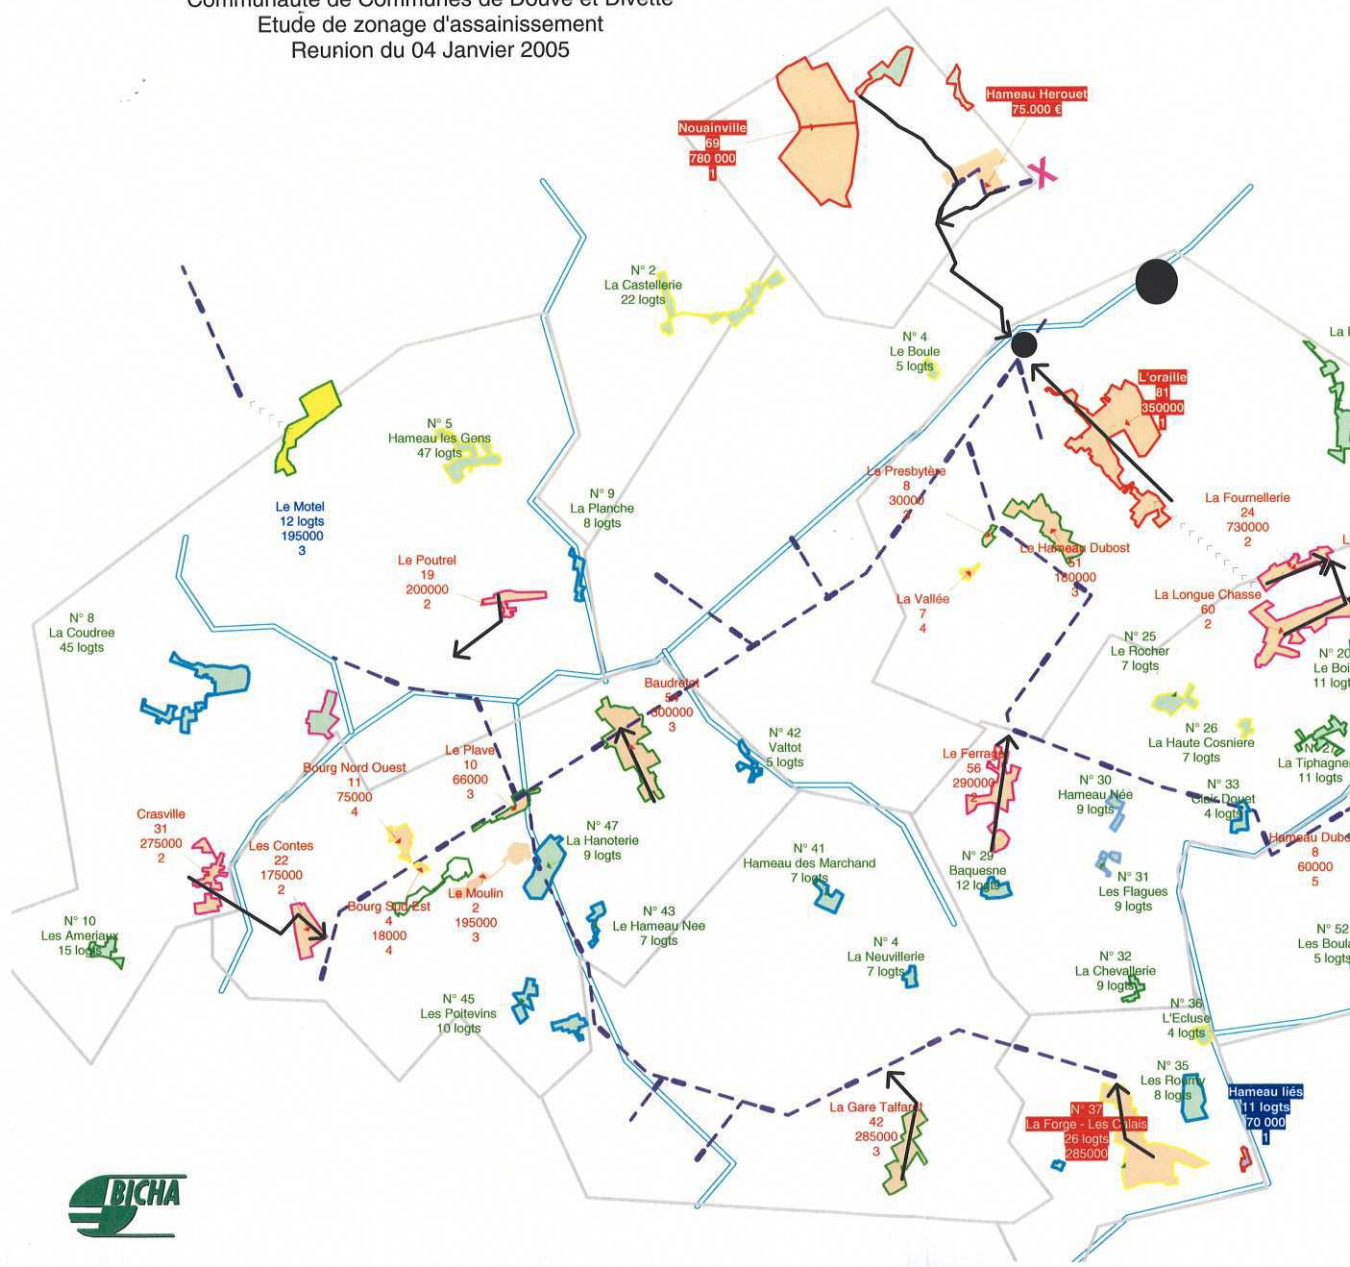 Communauté de Communes de Douve et Divette
Etude de zonage d'assainissement
Reunion du 04 Janvier 2005
Hameau Herouet
75.000 €
Nouainville
69
780 000
1
N° 2
La Castellerie
22 logts
N° 4
Le Boule
5 logts
L'oraille
81
350000
1
N° 5
Hameau les Gens
47 logts
Le Presbytère
8
30000
3
N° 9
La Planche
8 logts
Le Motel
12 logts
195000
3
La Fournellerie
24
730000
2
Le Hameau Dubost
51
180000
3
Le Poutrel
19
200000
2
La Vallée
7
4
La Longue Chasse
60
2
N° 8
La Coudree
45 logts
N° 25
Le Rocher
7 logts
N° 20
Le Boi
11 logt
Baudretot
300000
3
N° 26
La Haute Cosniere
7 logts
N° 42
Valtot
5 logts
Le Piave
10
66000
3
Bourg Nord Ouest
11
75000
4
Le Ferrage
56
290000
2
La Tiphagne
11 logts
N° 30
Hameau Née
9 logts
N° 33
Clair Douet
4 logts
Crasville
31
275000
2
Les Contes
22
175000
2
N° 47
La Hanoterie
9 logts
N° 41
Hameau des Marchand
7 logts
N° 29
Baquesne
12 logts
Hameau Dubo
8
60000
5
N° 31
Les Flagues
9 logts
Le Moulin
2
195000
3
Bourg Sud Est
4
18000
4
N° 43
Le Hameau Nee
7 logts
N° 10
Les Ameriaux
15 logts
N° 4
La Neuvillerie
7 logts
N° 52
Les Boula
5 logts
N° 32
La Chevallerie
9 logts
N° 45
Les Poitevins
10 logts
N° 36
L'Ecluse
4 logts
N° 35
Les Roumy
8 logts
Hameau liés
11 logts
70 000
1
La Gare Talfard
42
285000
3
N° 37
La Forge - Les Calais
26 logts
285000
BICHA